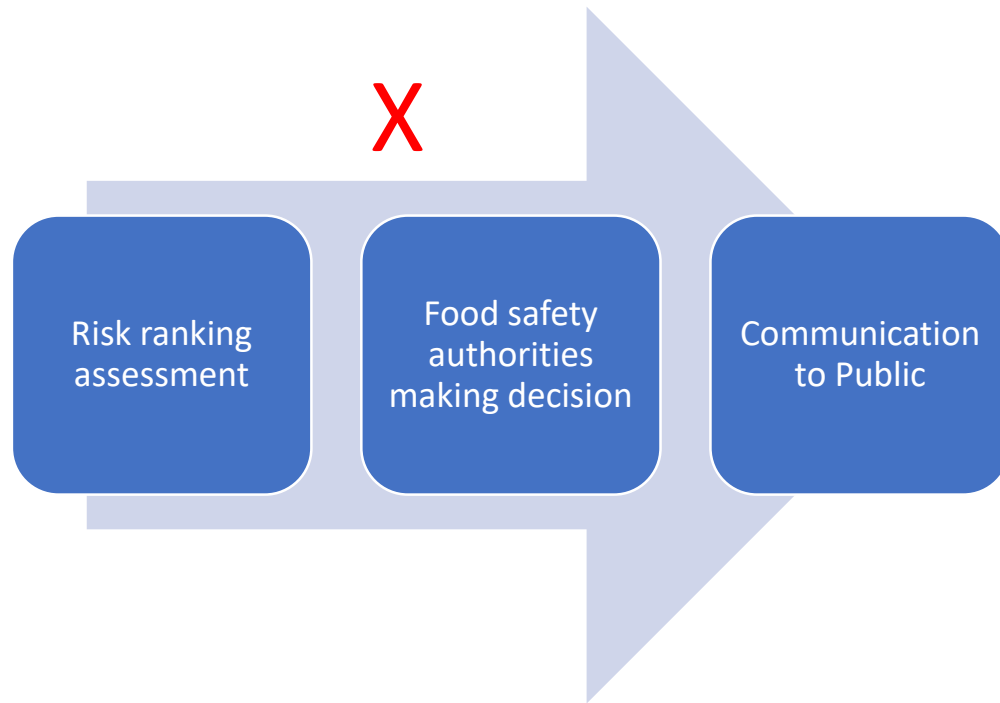 X
Risk ranking
assessment
Food safety
authorities
making decision
Communication
to Public